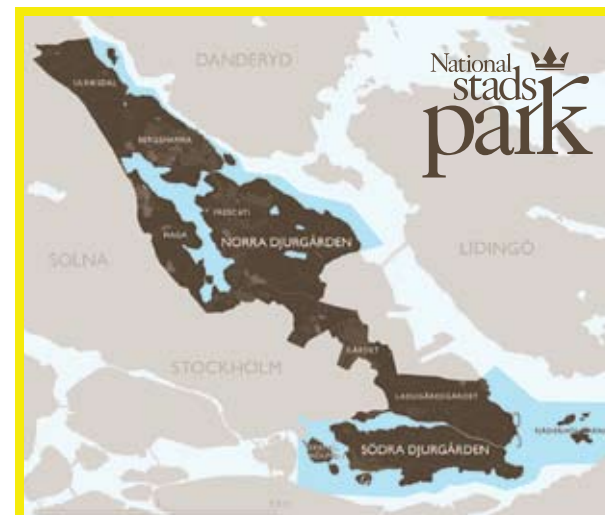 DANDERYD
National
stads
park
ULRIKSDAL
BERGSHAMRA
FRESCATI
HAGA
NORRA DJURGÅRDEN
LIDINGÖ
SOLNA
GÄRDET
STOCKHOLM
LADUGÅRDSGÄRDET
SÖDRA DJURGÅRDEN